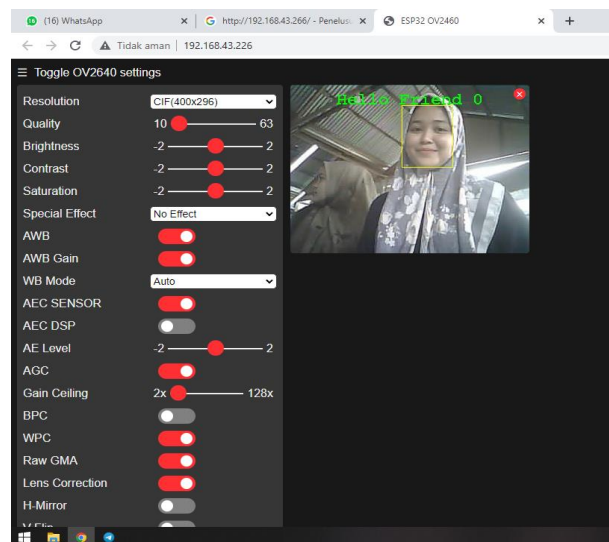 (16) WhatsApp
http://192.168.43.266/ - Penelusu
ESP32 OV2460
Tidak aman | 192.168.43.226
Toggle OV2640 settings
Resolution CIF(400x296)
Quality 10 63
Brightness -2 2
Contrast -2 2
Saturation -2 2
Special Effect No Effect
AWB
AWB Gain
WB Mode Auto
AEC SENSOR
AEC DSP
AE Level -2 2
AGC
Gain Ceiling 2x 128x
BPC
WPC
Raw GMA
Lens Correction
H-Mirror
V-Flip
Hello Friend 0